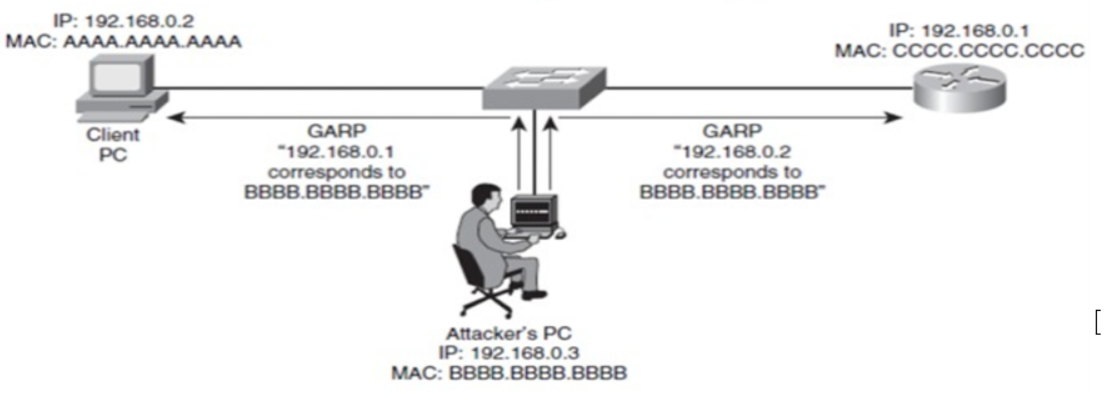 IP: 192.168.0.2
MAC: AAAA.AAAA.AAAA
IP: 192.168.0.1
MAC: CCCC.CCCC.CCCC
Client
PC
GARP
"192.168.0.1
corresponds to
BBBB.BBBB.BBBB"
GARP
"192.168.0.2
corresponds to
BBBB.BBBB.BBBB"
Attacker's PC
IP: 192.168.0.3
MAC: BBBB.BBBB.BBBB